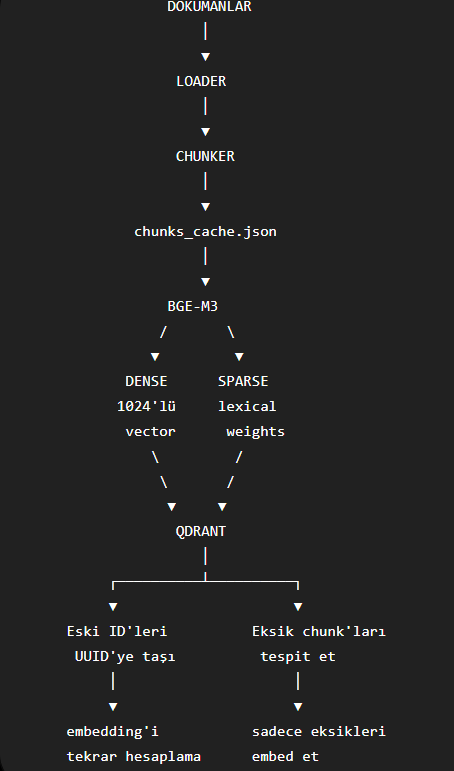 DOKÜMANLAR
LOADER
CHUNKER
chunks_cache.json
BGE-M3
DENSE SPARSE
1024'lü lexical
vector weights
QDRANT
Eski ID'leri Eksik chunk'ları
UUID'ye taşı tespit et
embedding'i sadece eksikleri
tekrar hesaplama embed et